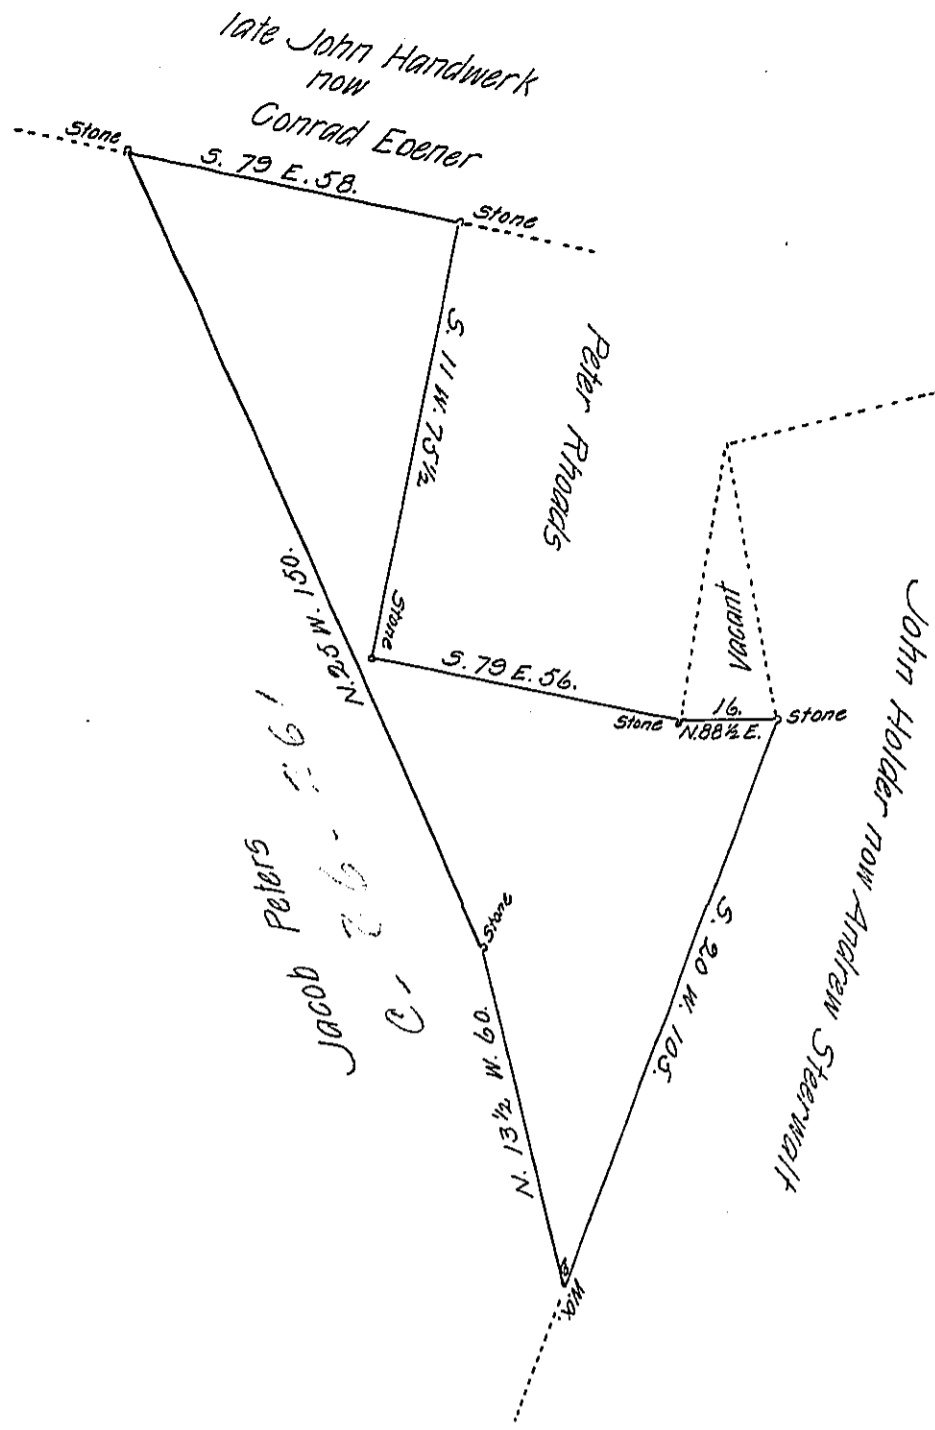 late John Handwerk
now
Conrad Ebener
Stone
S. 79 E. 58.
Stone
S. 11 W. 75½
Peter Rhoads
Stone
N. 25 W. 150.
S. 79 E. 56.
Vacant
Stone
16.
N. 88½ E.
Stone
John Holder now Andrew Steerwalt
Jacob Peters
Stone
S. 20 W. 105.
N. 13½ W. 60.
W.O.